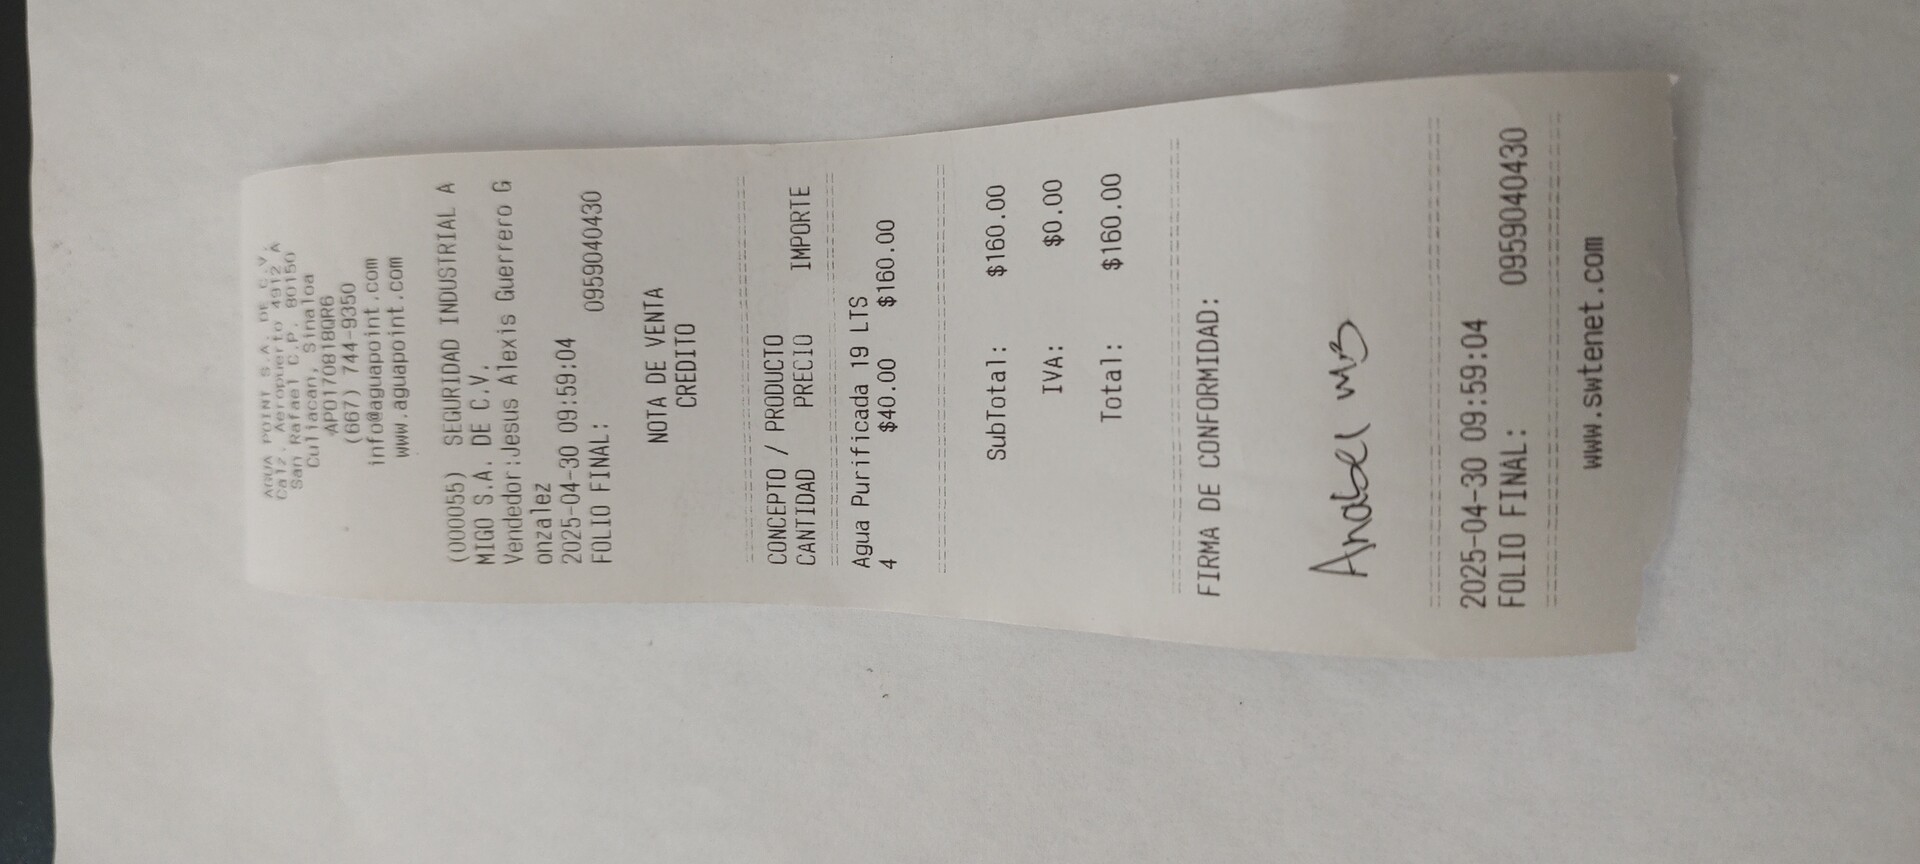 AGUA POINT S.A. DE C.V.
Calz. Aeropuerto 4912 A
San Rafael C.P. 80150
Culiacan, Sinaloa
APO170818QR6
(667) 744-9350
info@aguapoint.com
www.aguapoint.com
(000055) SEGURIDAD INDUSTRIAL A
MIGO S.A. DE C.V.
Vendedor:Jesus Alexis Guerrero G
onzalez
2025-04-30 09:59:04
FOLIO FINAL: 0959040430
NOTA DE VENTA
CREDITO
CONCEPTO / PRODUCTO
CANTIDAD PRECIO IMPORTE
Agua Purificada 19 LTS
4 $40.00 $160.00
SubTotal: $160.00
IVA: $0.00
Total: $160.00
FIRMA DE CONFORMIDAD:
Anabel
2025-04-30 09:59:04
FOLIO FINAL: 0959040430
www.swtenet.com